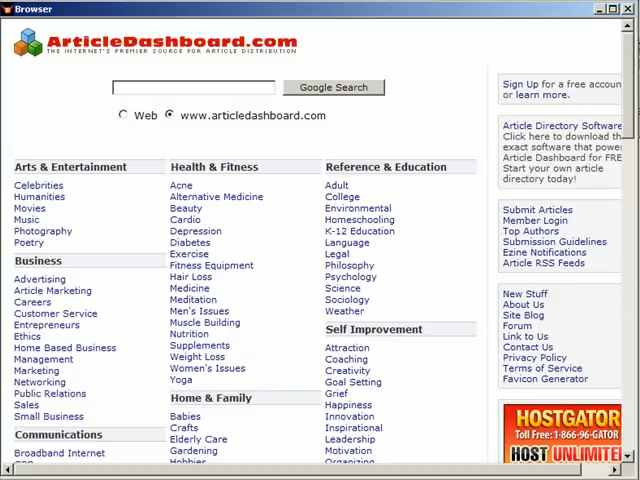 Browser
ArticleDashboard.com
THE INTERNET'S PREMIER SOURCE FOR ARTICLE DISTRIBUTION
Google Search
Web www.articledashboard.com
Arts & Entertainment
Celebrities
Humanities
Movies
Music
Photography
Poetry
Business
Advertising
Article Marketing
Careers
Customer Service
Entrepreneurs
Ethics
Home Based Business
Management
Marketing
Networking
Public Relations
Sales
Small Business
Communications
Broadband Internet
Health & Fitness
Acne
Alternative Medicine
Beauty
Cardio
Depression
Diabetes
Exercise
Fitness Equipment
Hair Loss
Medicine
Meditation
Men's Issues
Muscle Building
Nutrition
Supplements
Weight Loss
Women's Issues
Yoga
Home & Family
Babies
Crafts
Elderly Care
Gardening
Hobbies
Reference & Education
Adult
College
Environmental
Homeschooling
K-12 Education
Language
Legal
Philosophy
Psychology
Science
Sociology
Weather
Self Improvement
Attraction
Coaching
Creativity
Goal Setting
Grief
Happiness
Innovation
Inspirational
Leadership
Motivation
Organizing
Sign Up for a free accoun
or learn more.
Article Directory Software
Click here to download th
exact software that power
Article Dashboard for FRE
Start your own article
directory today!
Submit Articles
Member Login
Top Authors
Submission Guidelines
Ezine Notifications
Article RSS Feeds
New Stuff
About Us
Site Blog
Forum
Link to Us
Contact Us
Privacy Policy
Terms of Service
Favicon Generator
HOSTGATOR
Toll Free: 1-866-96-GATOR
HOST UNLIMITE